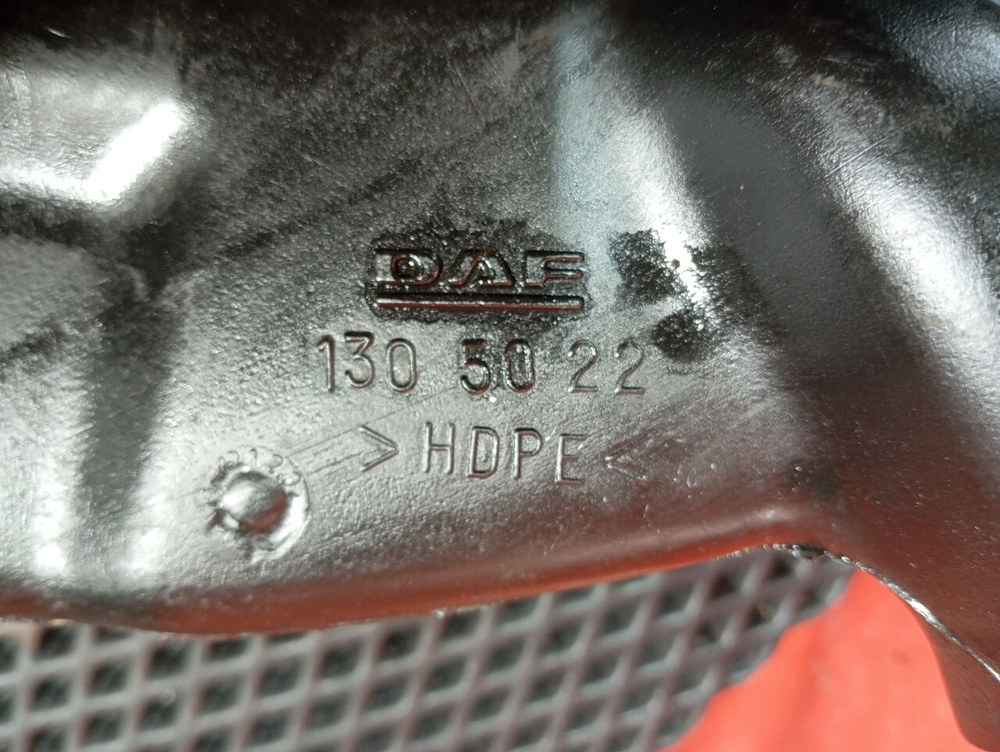 DAF
130 50 22
> HDPE <